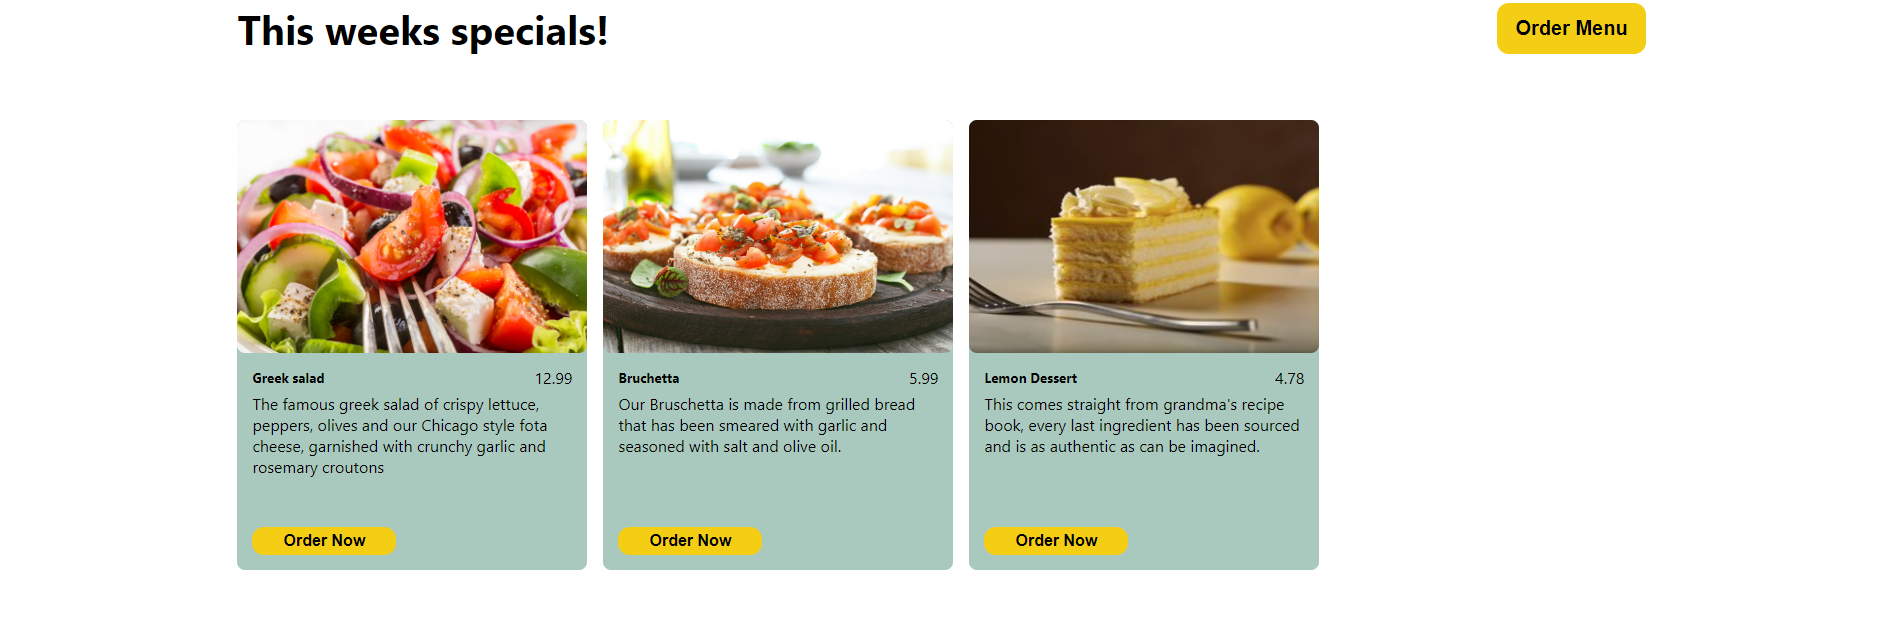 This weeks specials!
Order Menu
Greek salad 12.99
The famous greek salad of crispy lettuce,
peppers, olives and our Chicago style fota
cheese, garnished with crunchy garlic and
rosemary croutons
Order Now
Bruchetta 5.99
Our Bruschetta is made from grilled bread
that has been smeared with garlic and
seasoned with salt and olive oil.
Order Now
Lemon Dessert 4.78
This comes straight from grandma's recipe
book, every last ingredient has been sourced
and is as authentic as can be imagined.
Order Now